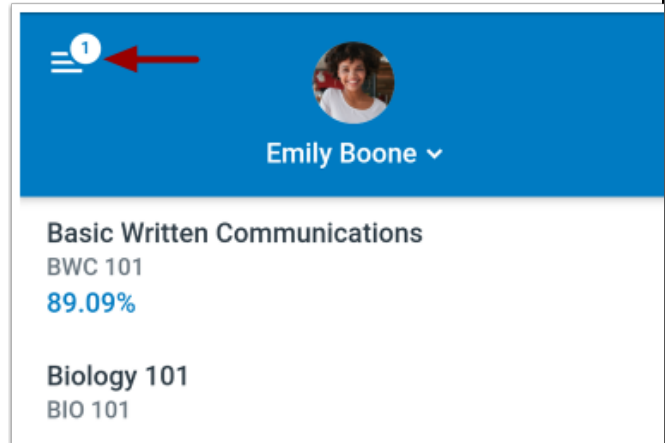 1
Emily Boone
Basic Written Communications
BWC 101
89.09%
Biology 101
BIO 101